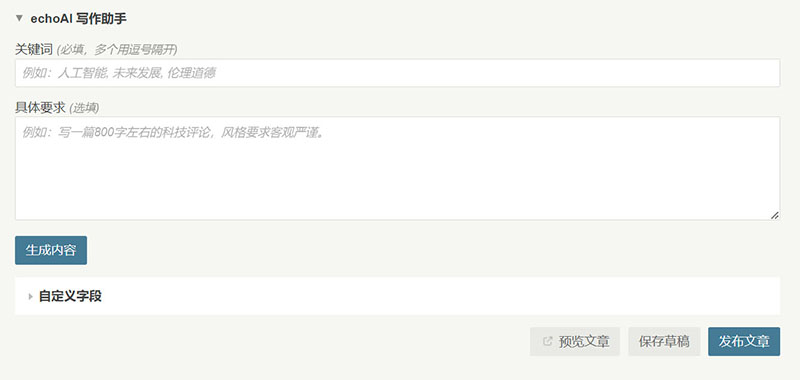 echoAI 写作助手
关键词 (必填，多个用逗号隔开)
例如：人工智能, 未来发展, 伦理道德
具体要求 (选填)
例如：写一篇800字左右的科技评论，风格要求客观严谨。
生成内容
自定义字段
预览文章 保存草稿 发布文章